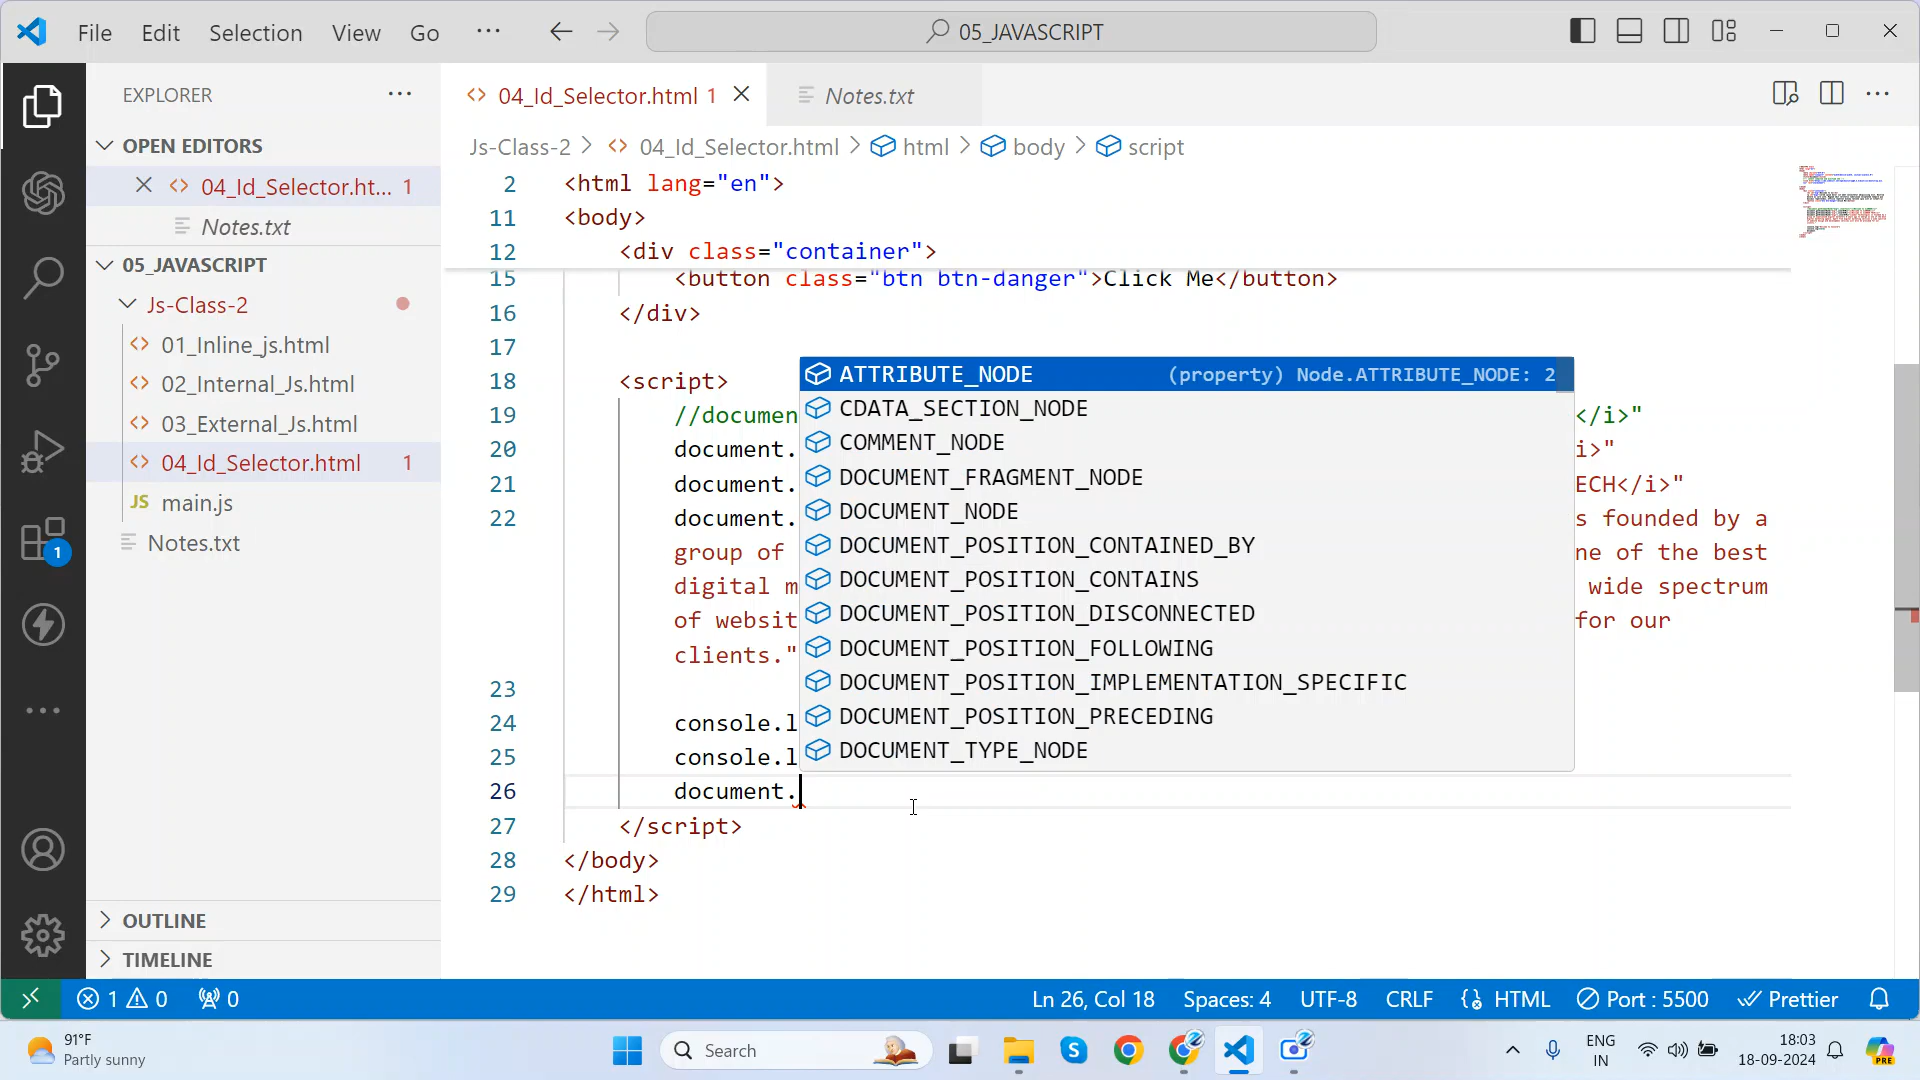 File Edit Selection View Go ··· 05_JAVASCRIPT
EXPLORER ···
OPEN EDITORS
04_Id_Selector.ht... 1
Notes.txt
05_JAVASCRIPT
Js-Class-2
01_Inline_js.html
02_Internal_Js.html
03_External_Js.html
04_Id_Selector.html 1
JS main.js
Notes.txt
OUTLINE
TIMELINE
1
04_Id_Selector.html 1
Notes.txt
Js-Class-2 > 04_Id_Selector.html > html > body > script
2 <html lang="en">
11 <body>
12 <div class="container">
15 <button class="btn btn-danger">Click Me</button>
16 </div>
17
18 <script>
19 //documen </i>"
20 document. i>"
21 document. ECH</i>"
22 document. s founded by a
group of ne of the best
digital m wide spectrum
of websit for our
clients."
23
24 console.l
25 console.l
26 document.
27 </script>
28 </body>
29 </html>
ATTRIBUTE_NODE (property) Node.ATTRIBUTE_NODE: 2
CDATA_SECTION_NODE
COMMENT_NODE
DOCUMENT_FRAGMENT_NODE
DOCUMENT_NODE
DOCUMENT_POSITION_CONTAINED_BY
DOCUMENT_POSITION_CONTAINS
DOCUMENT_POSITION_DISCONNECTED
DOCUMENT_POSITION_FOLLOWING
DOCUMENT_POSITION_IMPLEMENTATION_SPECIFIC
DOCUMENT_POSITION_PRECEDING
DOCUMENT_TYPE_NODE
1 0 0 Ln 26, Col 18 Spaces: 4 UTF-8 CRLF HTML Port : 5500 Prettier
91°F
Partly sunny
Search
ENG
IN
18:03
18-09-2024
PRE